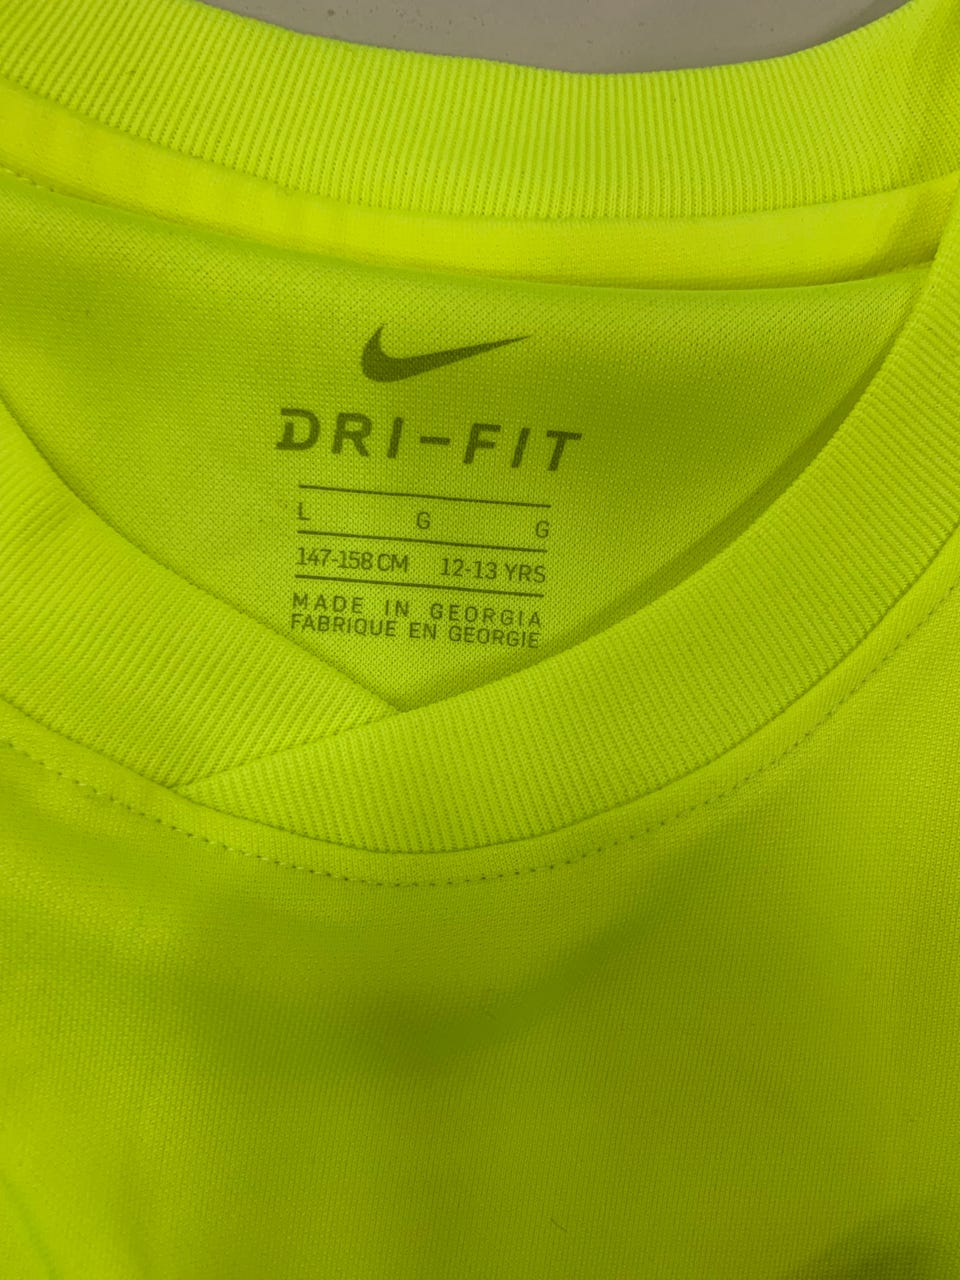 DRI-FIT
L G G
147-158 CM 12-13 YRS
MADE IN GEORGIA
FABRIQUE EN GEORGIE